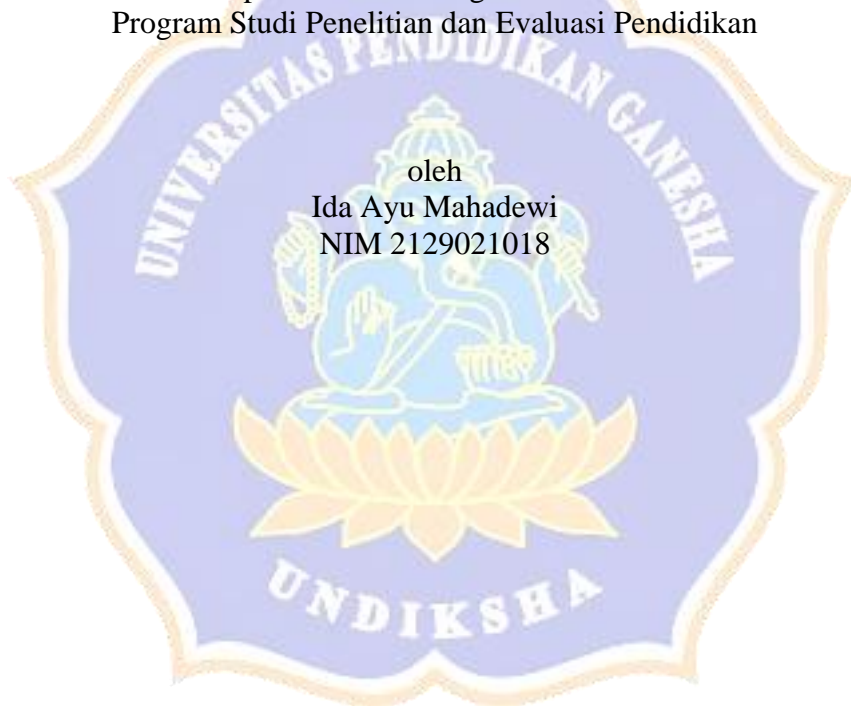 Program Studi Penelitian dan Evaluasi Pendidikan
UNIVERSITAS PENDIDIKAN GANESHA
oleh
Ida Ayu Mahadewi
NIM 2129021018
UNDIKSHA